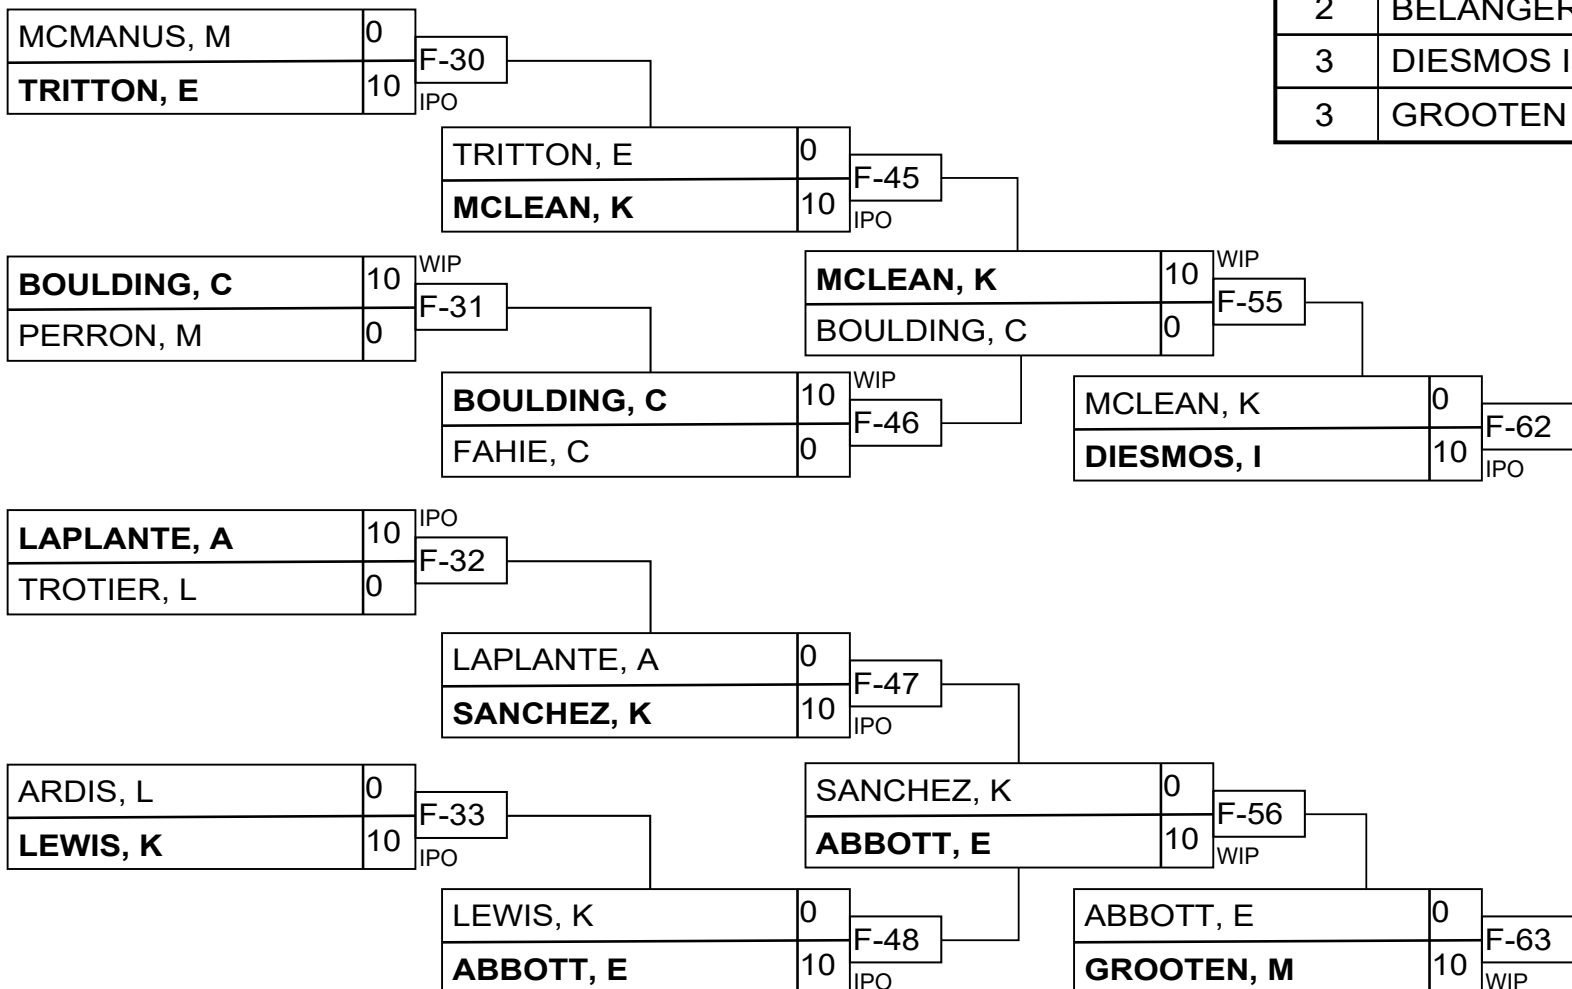 2 BELANGER
MCMANUS, M 0
F-30
TRITTON, E 10
IPO
3 DIESMOS I
3 GROOTEN
TRITTON, E 0
F-45
MCLEAN, K 10
IPO
BOULDING, C 10 WIP
F-31
PERRON, M 0
MCLEAN, K 10 WIP
F-55
BOULDING, C 0
BOULDING, C 10 WIP
F-46
FAHIE, C 0
MCLEAN, K 0
F-62
DIESMOS, I 10
IPO
LAPLANTE, A 10 IPO
F-32
TROTIER, L 0
LAPLANTE, A 0
F-47
SANCHEZ, K 10
IPO
ARDIS, L 0
F-33
LEWIS, K 10
IPO
SANCHEZ, K 0
F-56
ABBOTT, E 10
WIP
LEWIS, K 0
F-48
ABBOTT, E 10
IPO
ABBOTT, E 0
F-63
GROOTEN, M 10
WIP